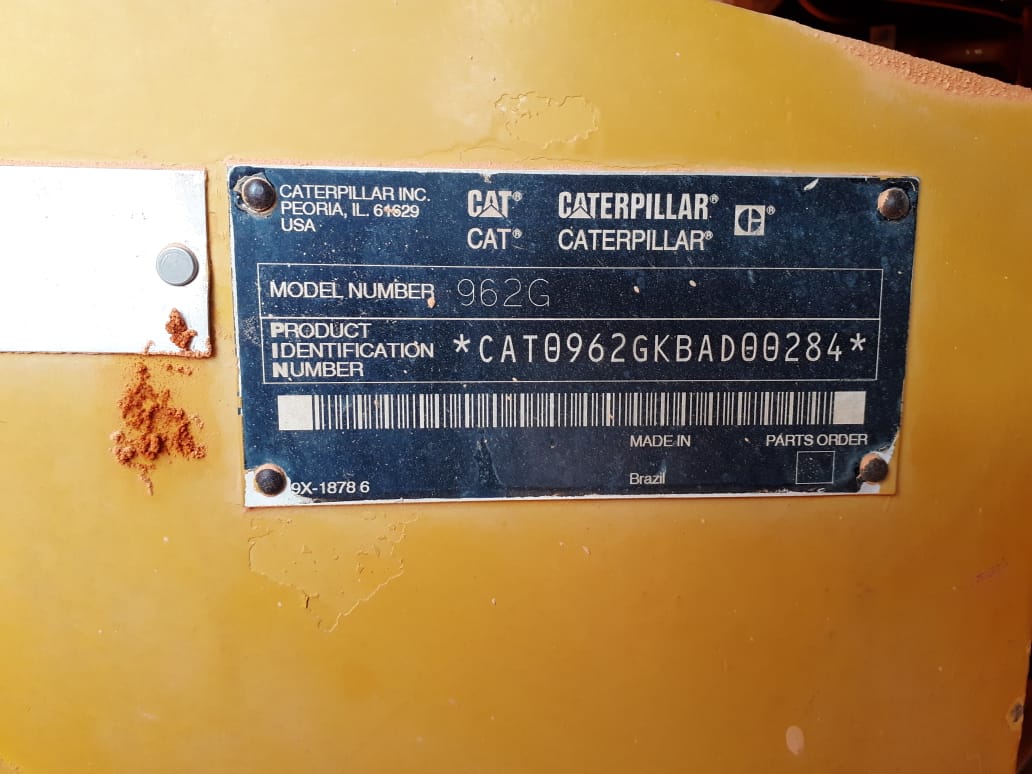 CATERPILLAR INC.
PEORIA, IL. 61629
USA
CAT® CATERPILLAR® ®
CAT® CATERPILLAR®
MODEL NUMBER 962G
PRODUCT
IDENTIFICATION
NUMBER
*CAT0962GKBAD00284*
MADE IN PARTS ORDER
Brazil
9X-1878 6